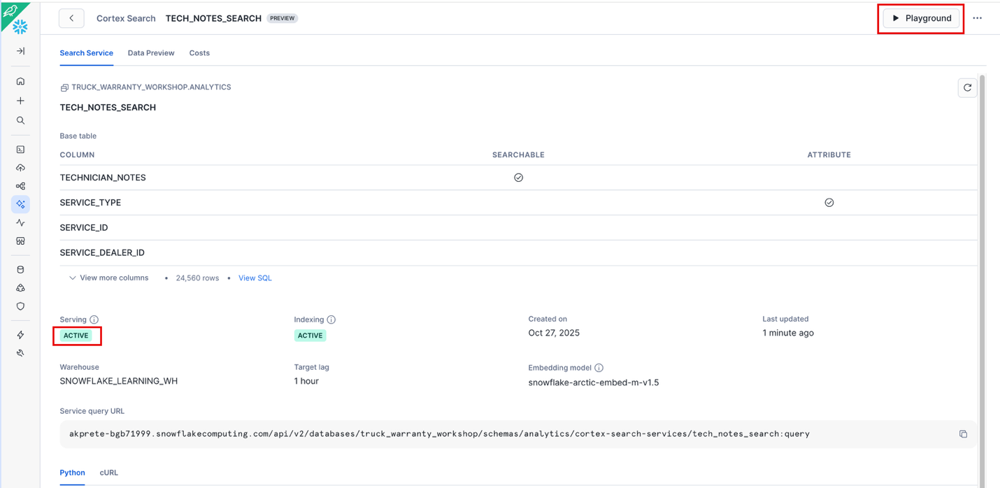 Cortex Search TECH_NOTES_SEARCH PREVIEW Playground
Search Service Data Preview Costs
TRUCK_WARRANTY_WORKSHOP.ANALYTICS
TECH_NOTES_SEARCH
Base table
COLUMN SEARCHABLE ATTRIBUTE
TECHNICIAN_NOTES
SERVICE_TYPE
SERVICE_ID
SERVICE_DEALER_ID
View more columns • 24,560 rows • View SQL
Serving Indexing Created on Last updated
ACTIVE ACTIVE Oct 27, 2025 1 minute ago
Warehouse Target lag Embedding model
SNOWFLAKE_LEARNING_WH 1 hour snowflake-arctic-embed-m-v1.5
Service query URL
akprete-bgb71999.snowflakecomputing.com/api/v2/databases/truck_warranty_workshop/schemas/analytics/cortex-search-services/tech_notes_search:query
Python cURL